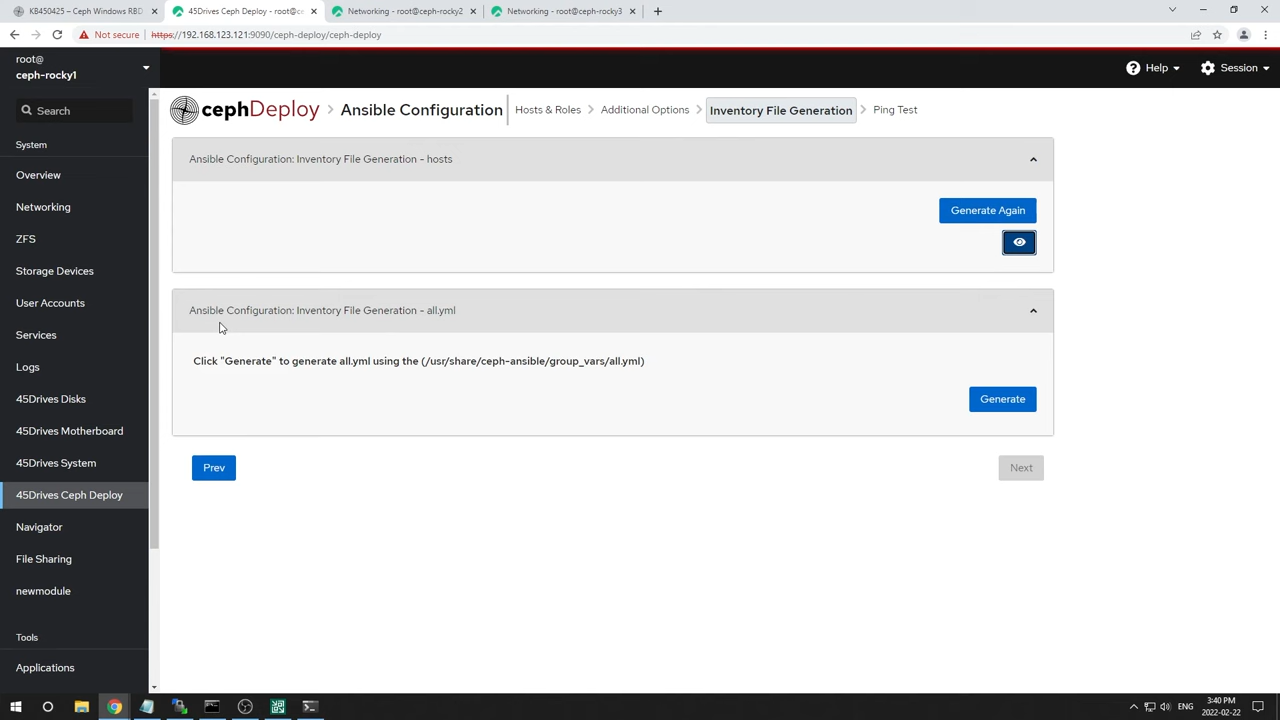 KB450425 – Ceph Windows RBD
45Drives Ceph Deploy - root@ce
Networking - root@ceph-rocky2
Networking - root@ceph-rocky3
Not secure
https://192.168.123.121:9090/ceph-deploy/ceph-deploy
root@
ceph-rocky1
Help
Session
Search
System
Overview
Networking
ZFS
Storage Devices
User Accounts
Services
Logs
45Drives Disks
45Drives Motherboard
45Drives System
45Drives Ceph Deploy
Navigator
File Sharing
newmodule
Tools
Applications
cephDeploy
Ansible Configuration
Hosts & Roles
Additional Options
Inventory File Generation
Ping Test
Ansible Configuration: Inventory File Generation - hosts
Generate Again
Ansible Configuration: Inventory File Generation - all.yml
Click "Generate" to generate all.yml using the (/usr/share/ceph-ansible/group_vars/all.yml)
Generate
Prev
Next
ENG
3:40 PM
2022-02-22